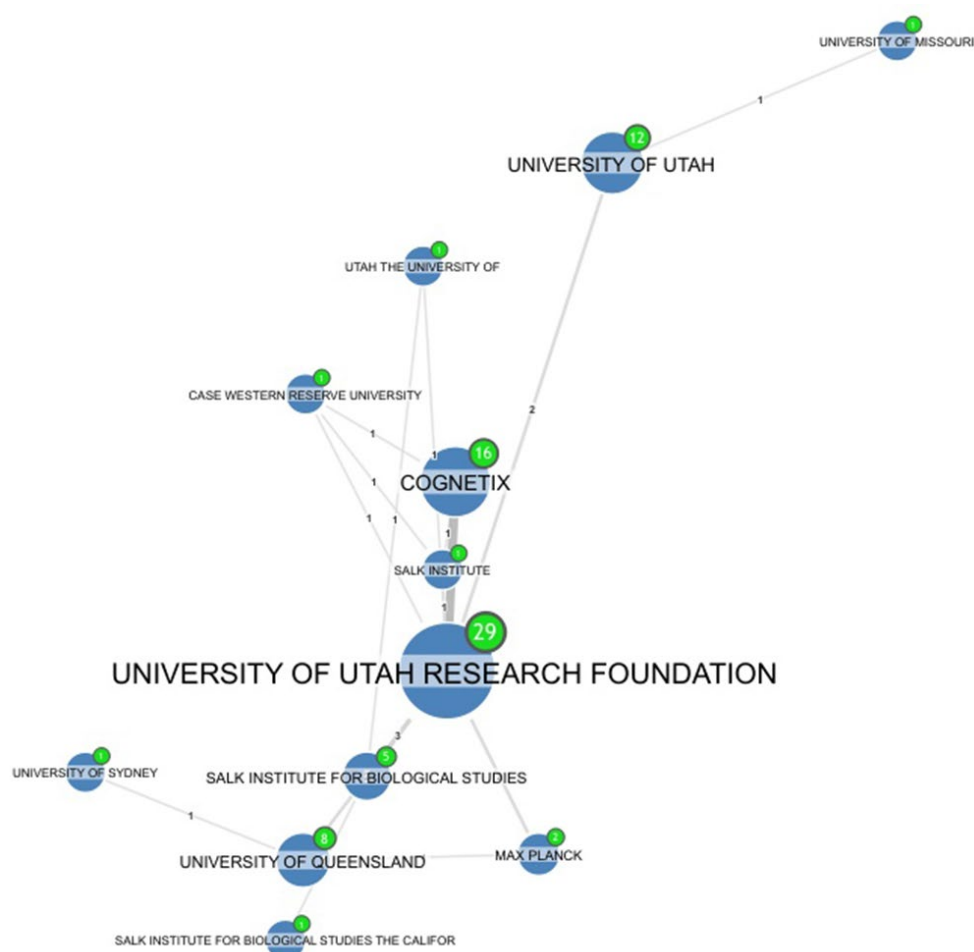 1
UNIVERSITY OF MISSOURI
1
12
UNIVERSITY OF UTAH
1
UTAH THE UNIVERSITY OF
1
CASE WESTERN RESERVE UNIVERSITY
2
1
1
16
COGNETIX
1
1
1
1
1
1
SALK INSTITUTE
1
29
UNIVERSITY OF UTAH RESEARCH FOUNDATION
3
1
UNIVERSITY OF SYDNEY
5
SALK INSTITUTE FOR BIOLOGICAL STUDIES
1
8
UNIVERSITY OF QUEENSLAND
2
MAX PLANCK
1
SALK INSTITUTE FOR BIOLOGICAL STUDIES THE CALIFOR